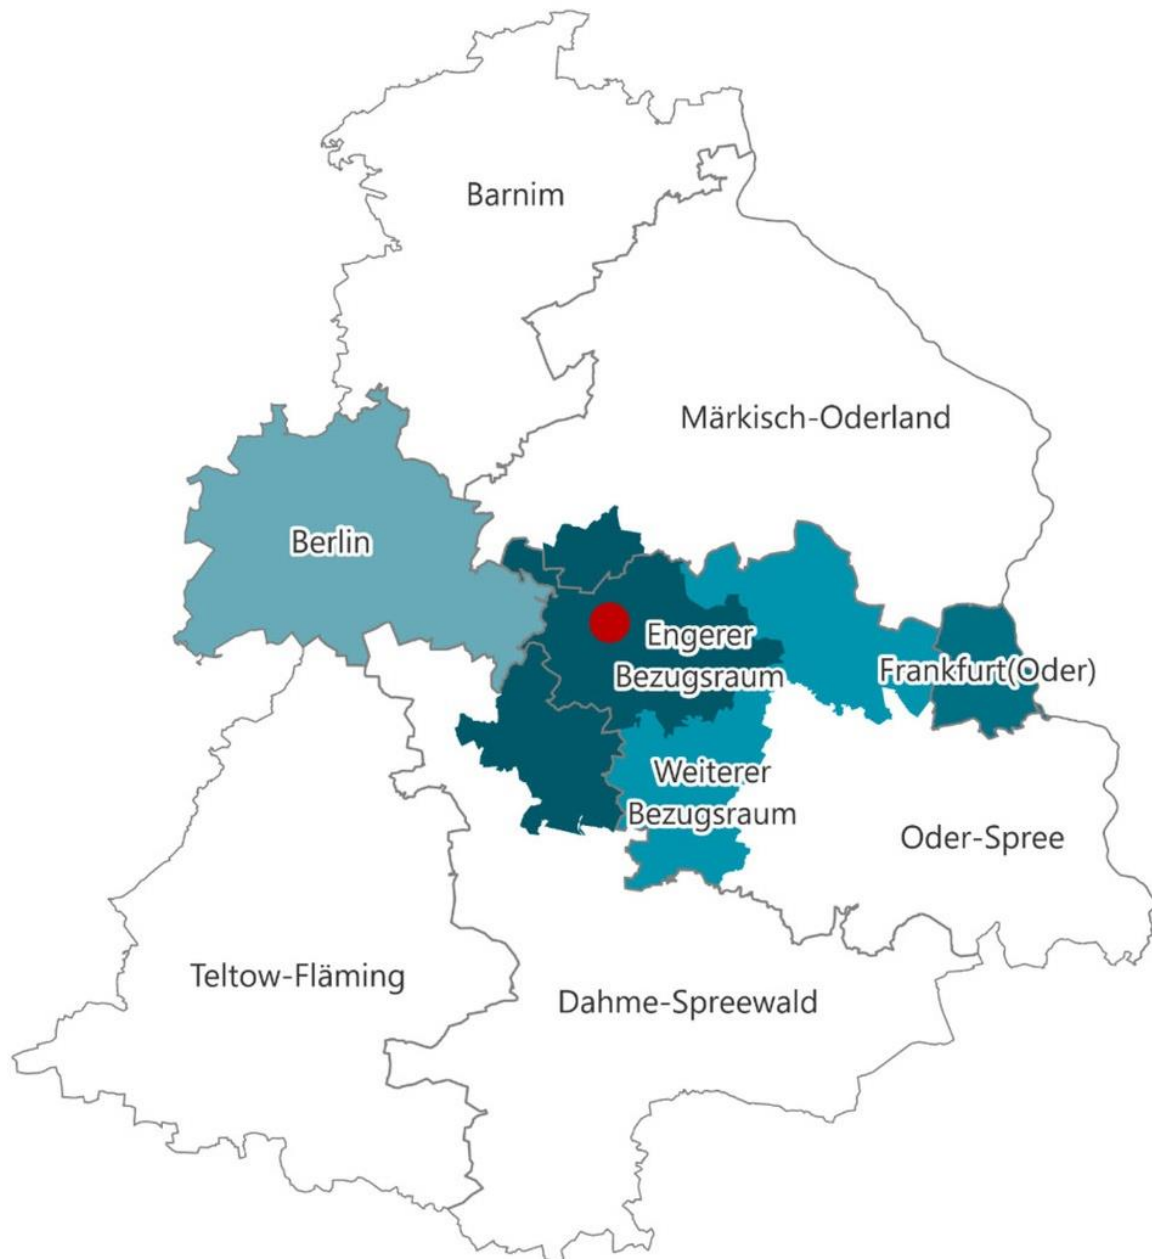 Barnim
Märkisch-Oderland
Berlin
Engerer
Bezugsraum
Frankfurt(Oder)
Weiterer
Bezugsraum
Oder-Spree
Teltow-Fläming
Dahme-Spreewald